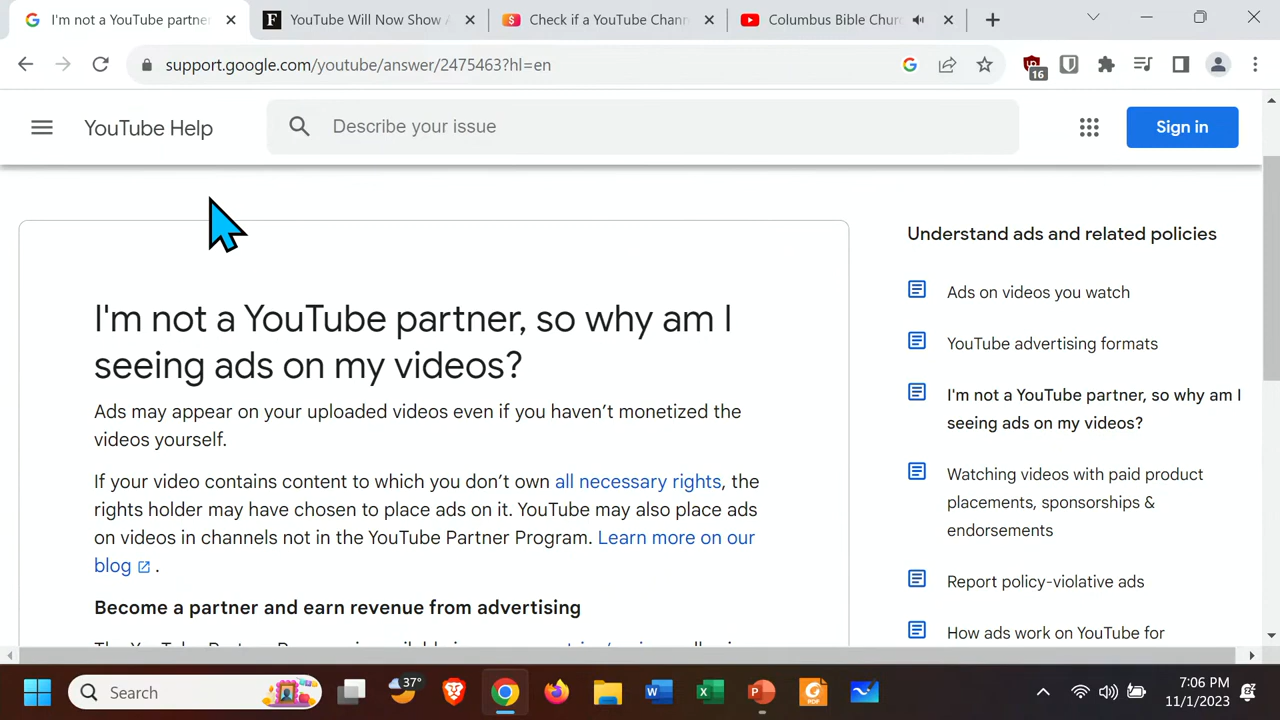 I'm not a YouTube partner
YouTube Will Now Show
Check if a YouTube Chann
Columbus Bible Churc
support.google.com/youtube/answer/2475463?hl=en
16
YouTube Help
Describe your issue
Sign in
I'm not a YouTube partner, so why am I
seeing ads on my videos?
Ads may appear on your uploaded videos even if you haven’t monetized the
videos yourself.
If your video contains content to which you don’t own all necessary rights, the
rights holder may have chosen to place ads on it. YouTube may also place ads
on videos in channels not in the YouTube Partner Program. Learn more on our
blog .
Become a partner and earn revenue from advertising
Understand ads and related policies
Ads on videos you watch
YouTube advertising formats
I'm not a YouTube partner, so why am I
seeing ads on my videos?
Watching videos with paid product
placements, sponsorships &
endorsements
Report policy-violative ads
How ads work on YouTube for
Search
37°
7:06 PM
11/1/2023